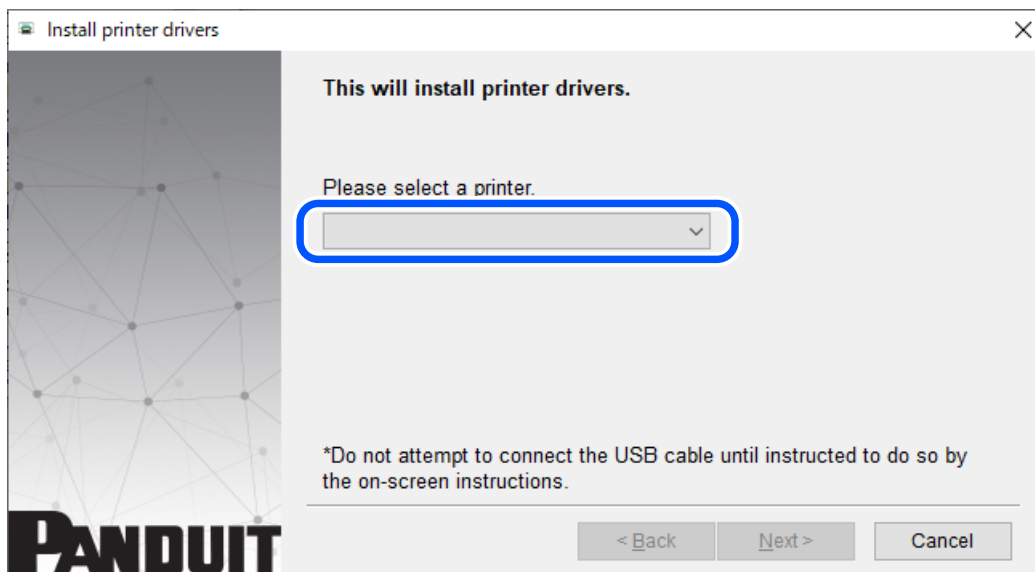 Install printer drivers
This will install printer drivers.
Please select a printer.
*Do not attempt to connect the USB cable until instructed to do so by
the on-screen instructions.
PANDUIT
< Back Next > Cancel